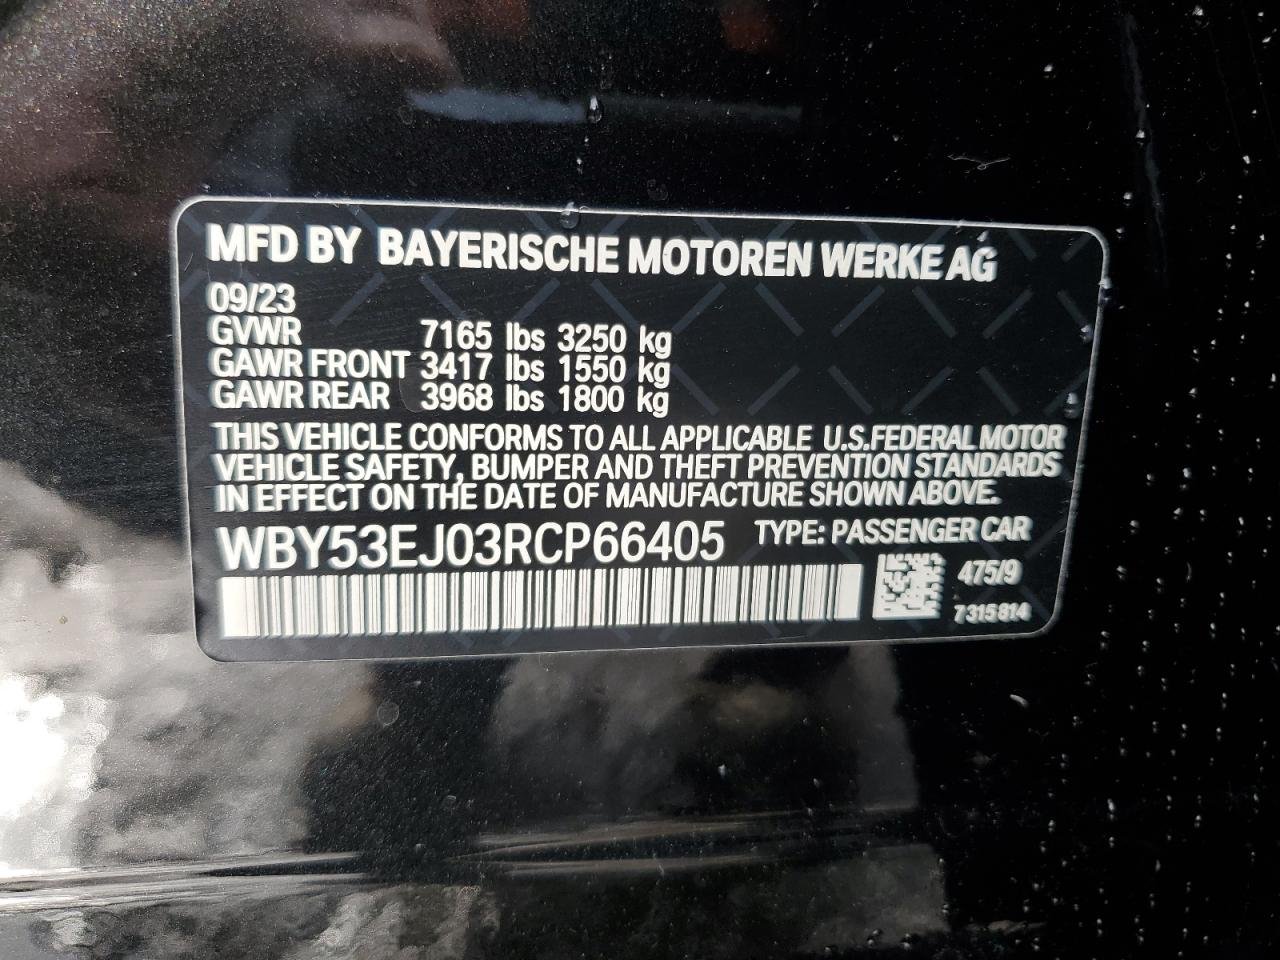 MFD BY BAYERISCHE MOTOREN WERKE AG
09/23
GVWR 7165 lbs 3250 kg
GAWR FRONT 3417 lbs 1550 kg
GAWR REAR 3968 lbs 1800 kg
THIS VEHICLE CONFORMS TO ALL APPLICABLE U.S.FEDERAL MOTOR
VEHICLE SAFETY, BUMPER AND THEFT PREVENTION STANDARDS
IN EFFECT ON THE DATE OF MANUFACTURE SHOWN ABOVE.
WBY53EJ03RCP66405 TYPE: PASSENGER CAR
475/9
7315814